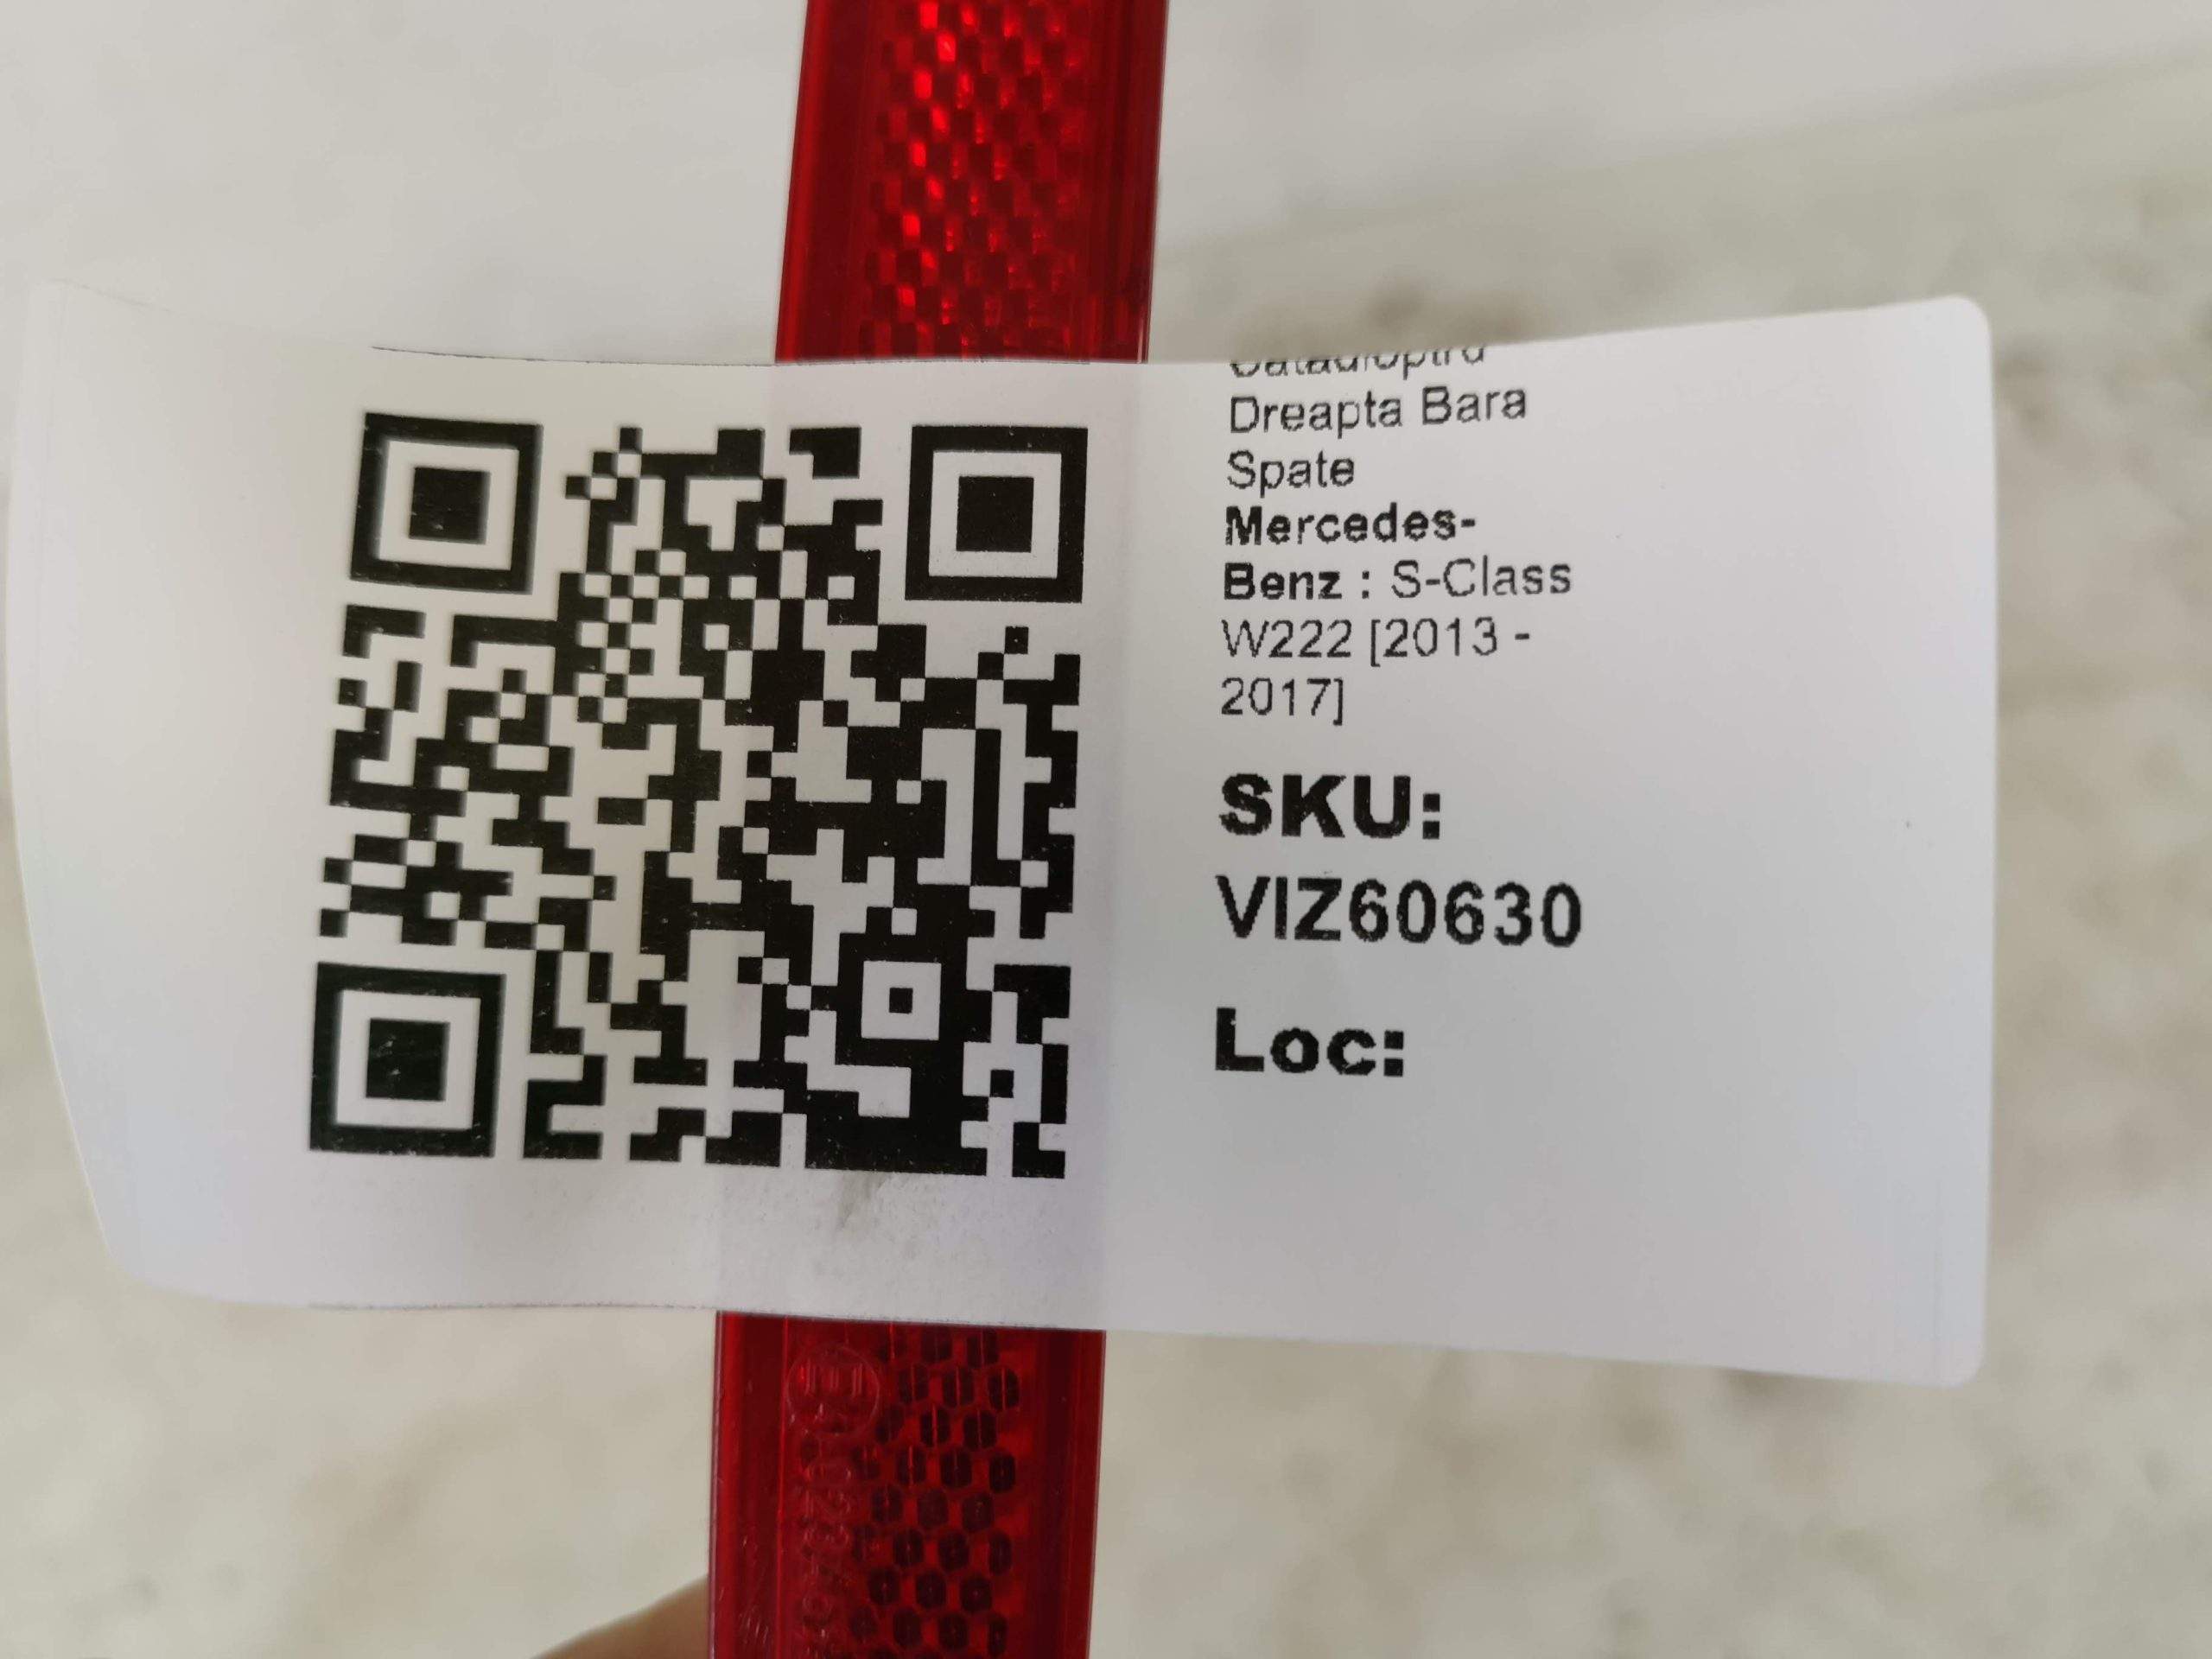 Dreapta Bara
Spate
Mercedes-
Benz : S-Class
W222 [2013 -
2017]
SKU:
VIZ60630
Loc: